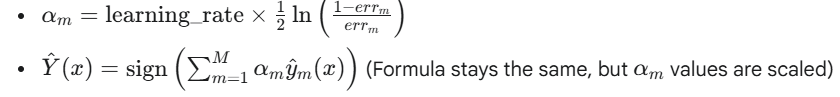 • α_m = learning_rate × 1/2 ln ( (1−err_m)/err_m )
• Ŷ(x) = sign ( ∑_{m=1}^{M} α_m ŷ_m(x) ) (Formula stays the same, but α_m values are scaled)